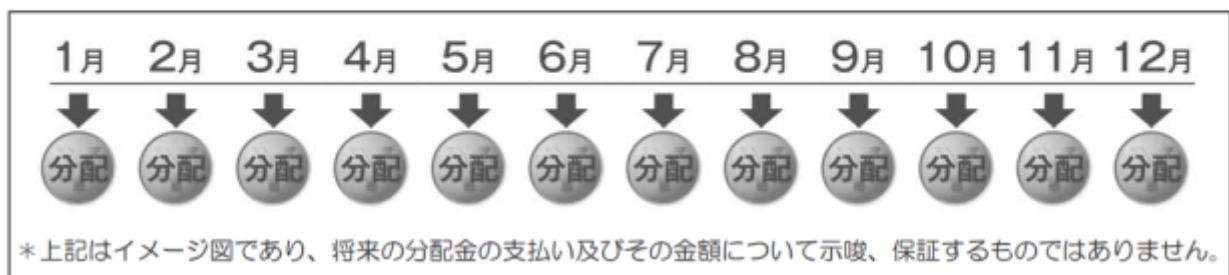 1月 2月 3月 4月 5月 6月 7月 8月 9月 10月 11月 12月
分配 分配 分配 分配 分配 分配 分配 分配 分配 分配 分配 分配
＊上記はイメージ図であり、将来の分配金の支払い及びその金額について示唆、保証するものではありません。